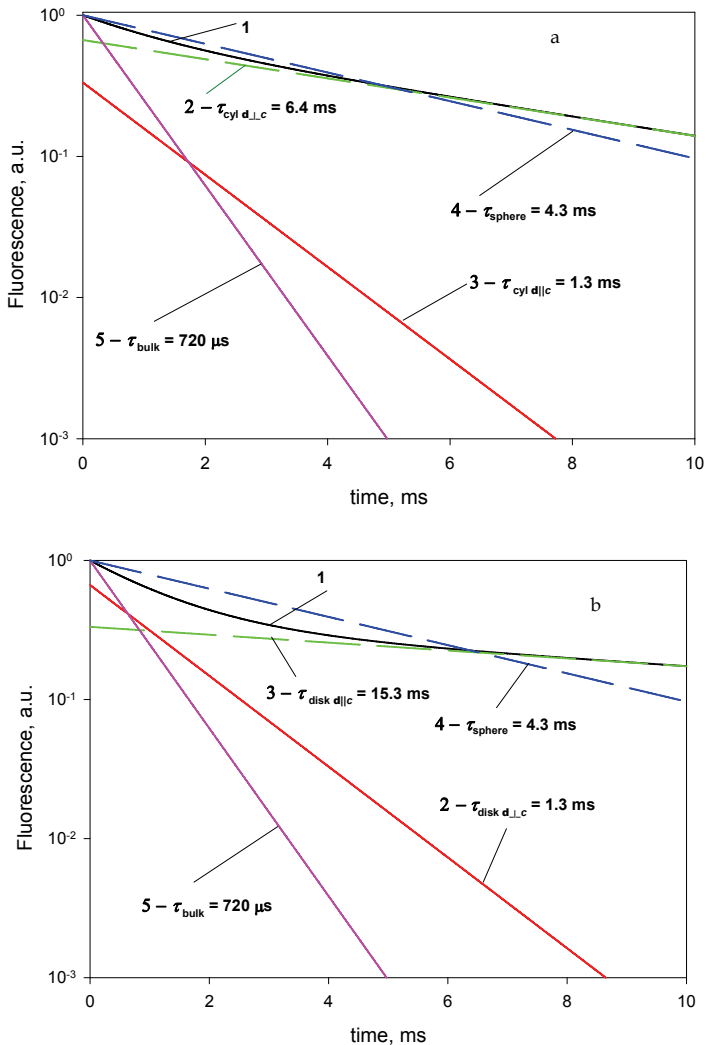 10⁰
1
a
2 – τcyl d⊥c = 6.4 ms
10⁻¹
4 – τsphere = 4.3 ms
3 – τcyl d||c = 1.3 ms
10⁻²
5 – τbulk = 720 μs
10⁻³
0 2 4 6 8 10
time, ms
Fluorescence, a.u.
10⁰
1
b
3 – τdisk d||c = 15.3 ms
4 – τsphere = 4.3 ms
10⁻¹
2 – τdisk d⊥c = 1.3 ms
10⁻²
5 – τbulk = 720 μs
10⁻³
0 2 4 6 8 10
time, ms
Fluorescence, a.u.